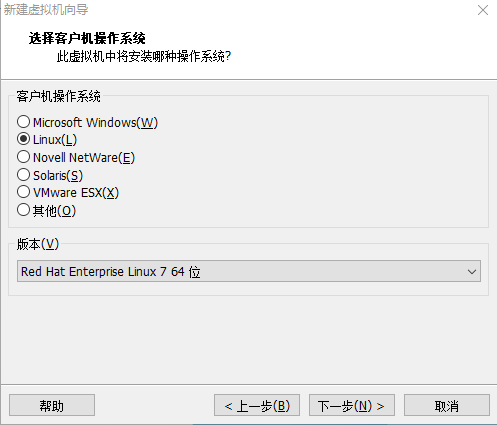 新建虚拟机向导
选择客户机操作系统
此虚拟机中将安装哪种操作系统?
客户机操作系统
Microsoft Windows(W)
Linux(L)
Novell NetWare(E)
Solaris(S)
VMware ESX(X)
其他(O)
版本(V)
Red Hat Enterprise Linux 7 64 位
帮助
< 上一步(B)
下一步(N) >
取消